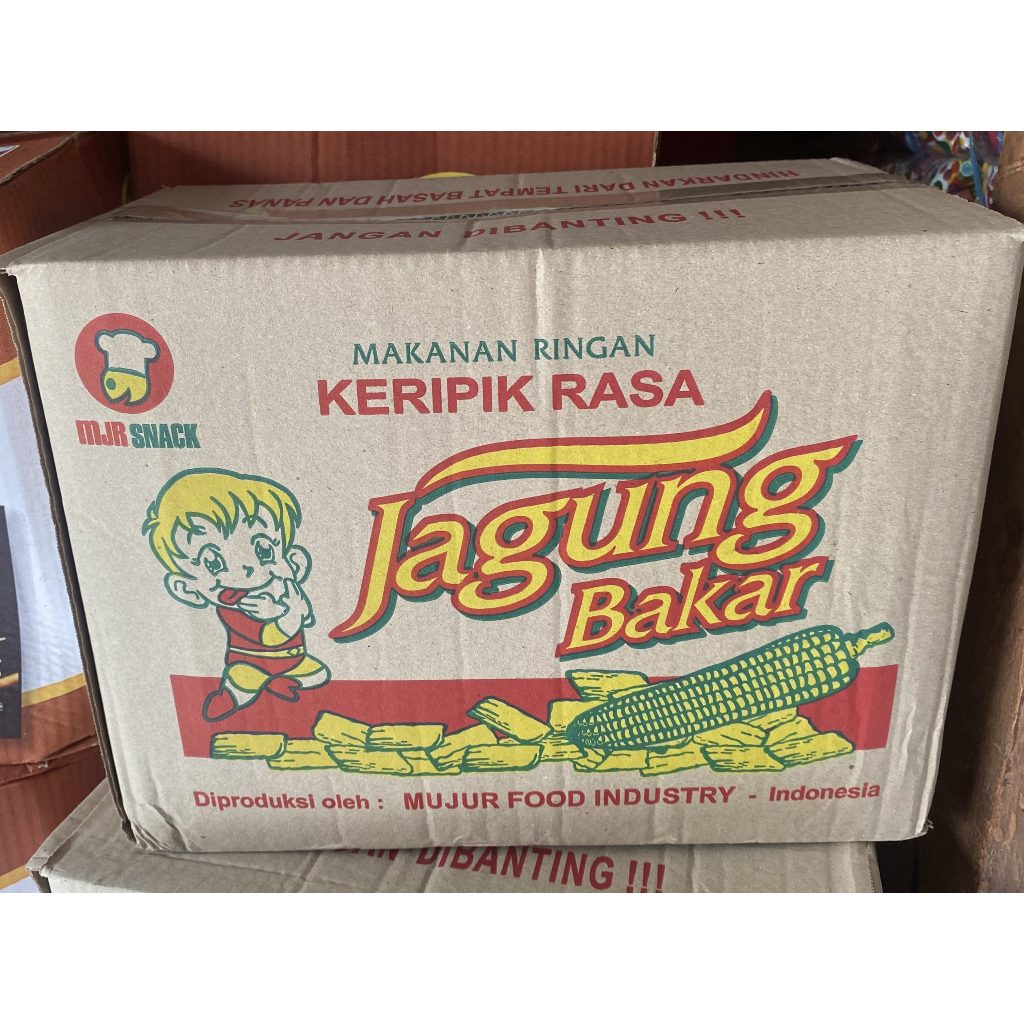 HINDARKAN DARI TEMPAT BASAH DAN PANAS
JANGAN DIBANTING !!!
MJR SNACK
MAKANAN RINGAN
KERIPIK RASA
Jagung
Bakar
Diproduksi oleh : MUJUR FOOD INDUSTRY - Indonesia
DIBANTING !!!